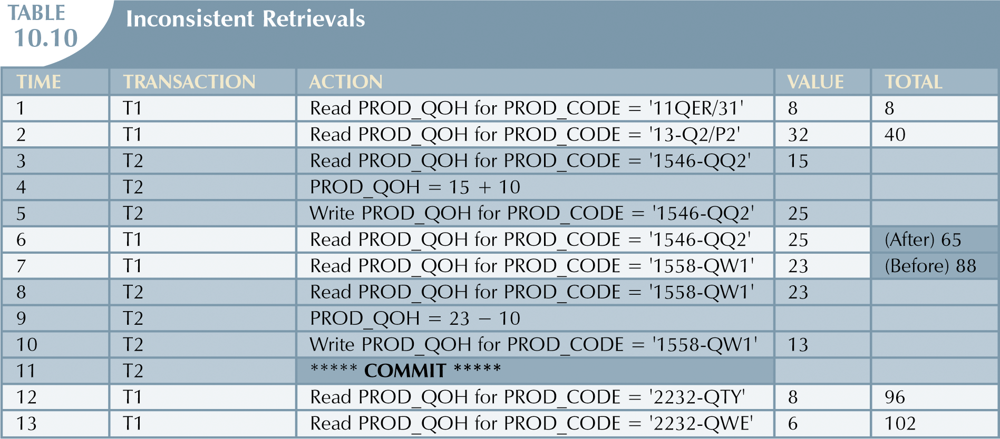 TABLE 10.10
Inconsistent Retrievals
TIME TRANSACTION ACTION VALUE TOTAL
1 T1 Read PROD_QOH for PROD_CODE = '11QER/31' 8 8
2 T1 Read PROD_QOH for PROD_CODE = '13-Q2/P2' 32 40
3 T2 Read PROD_QOH for PROD_CODE = '1546-QQ2' 15
4 T2 PROD_QOH = 15 + 10
5 T2 Write PROD_QOH for PROD_CODE = '1546-QQ2' 25
6 T1 Read PROD_QOH for PROD_CODE = '1546-QQ2' 25 (After) 65
7 T1 Read PROD_QOH for PROD_CODE = '1558-QW1' 23 (Before) 88
8 T2 Read PROD_QOH for PROD_CODE = '1558-QW1' 23
9 T2 PROD_QOH = 23 − 10
10 T2 Write PROD_QOH for PROD_CODE = '1558-QW1' 13
11 T2 ***** COMMIT *****
12 T1 Read PROD_QOH for PROD_CODE = '2232-QTY' 8 96
13 T1 Read PROD_QOH for PROD_CODE = '2232-QWE' 6 102